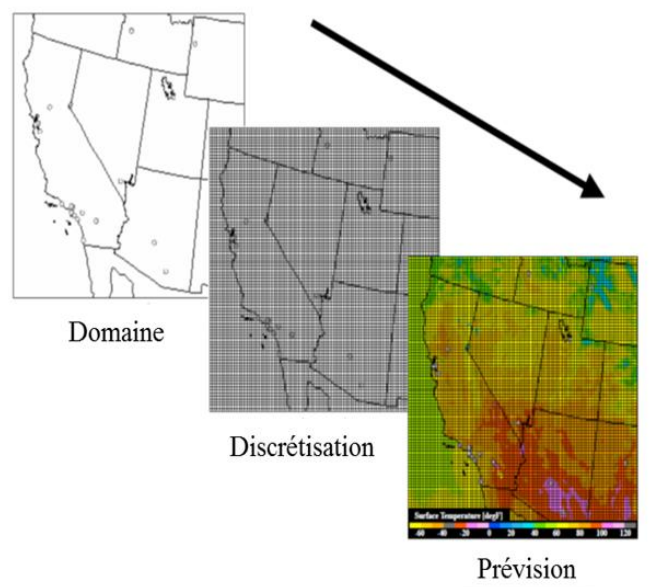 Domaine
Discrétisation
Surface Temperature [degF]
-60 -40 -20 0 20 40 60 80 100 120
Prévision